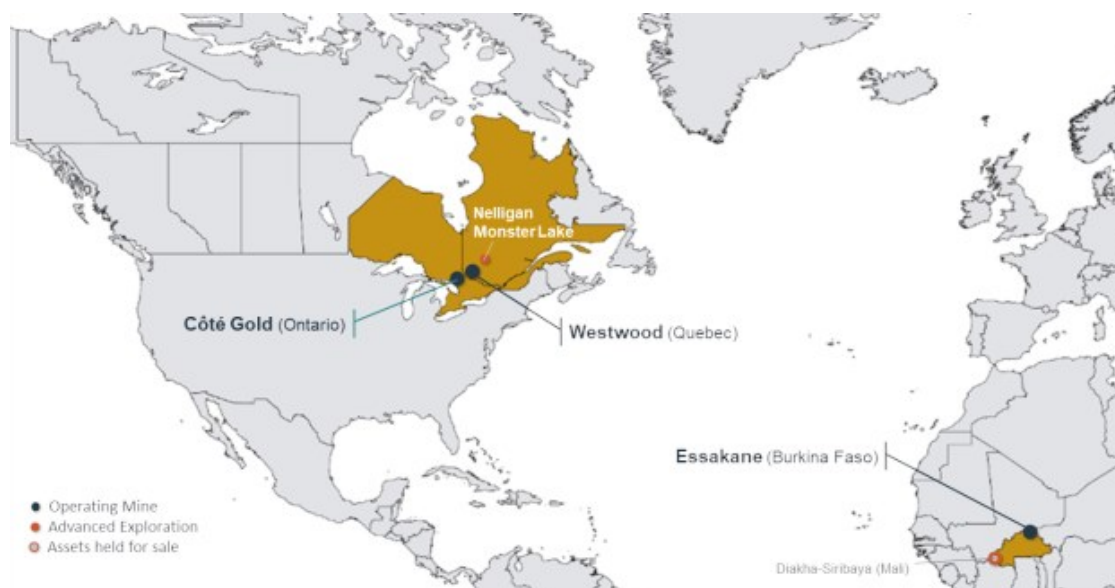 Nelligan
Monster Lake
Côté Gold (Ontario)
Westwood (Quebec)
Essakane (Burkina Faso)
Operating Mine
Advanced Exploration
Assets held for sale
Diakha-Siribaya (Mali)